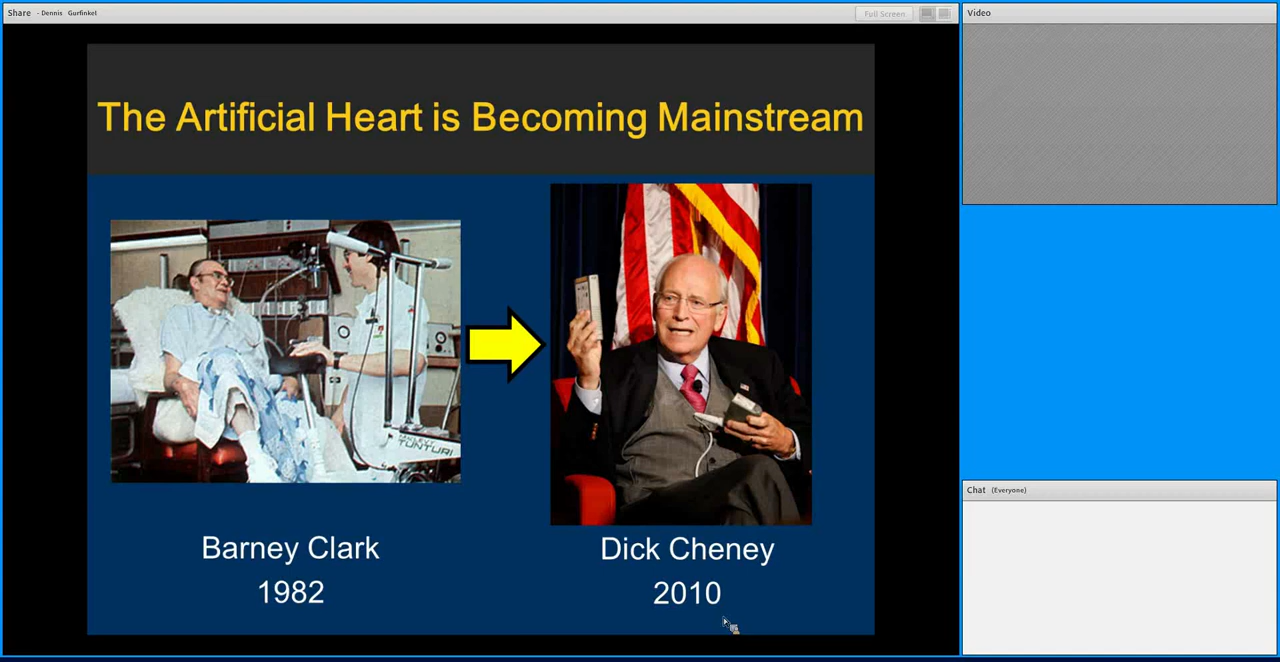 Share - Dennis Gurfinkel
Full Screen
Video
The Artificial Heart is Becoming Mainstream
TUNTURI
Barney Clark
1982
Dick Cheney
2010
Chat (Everyone)